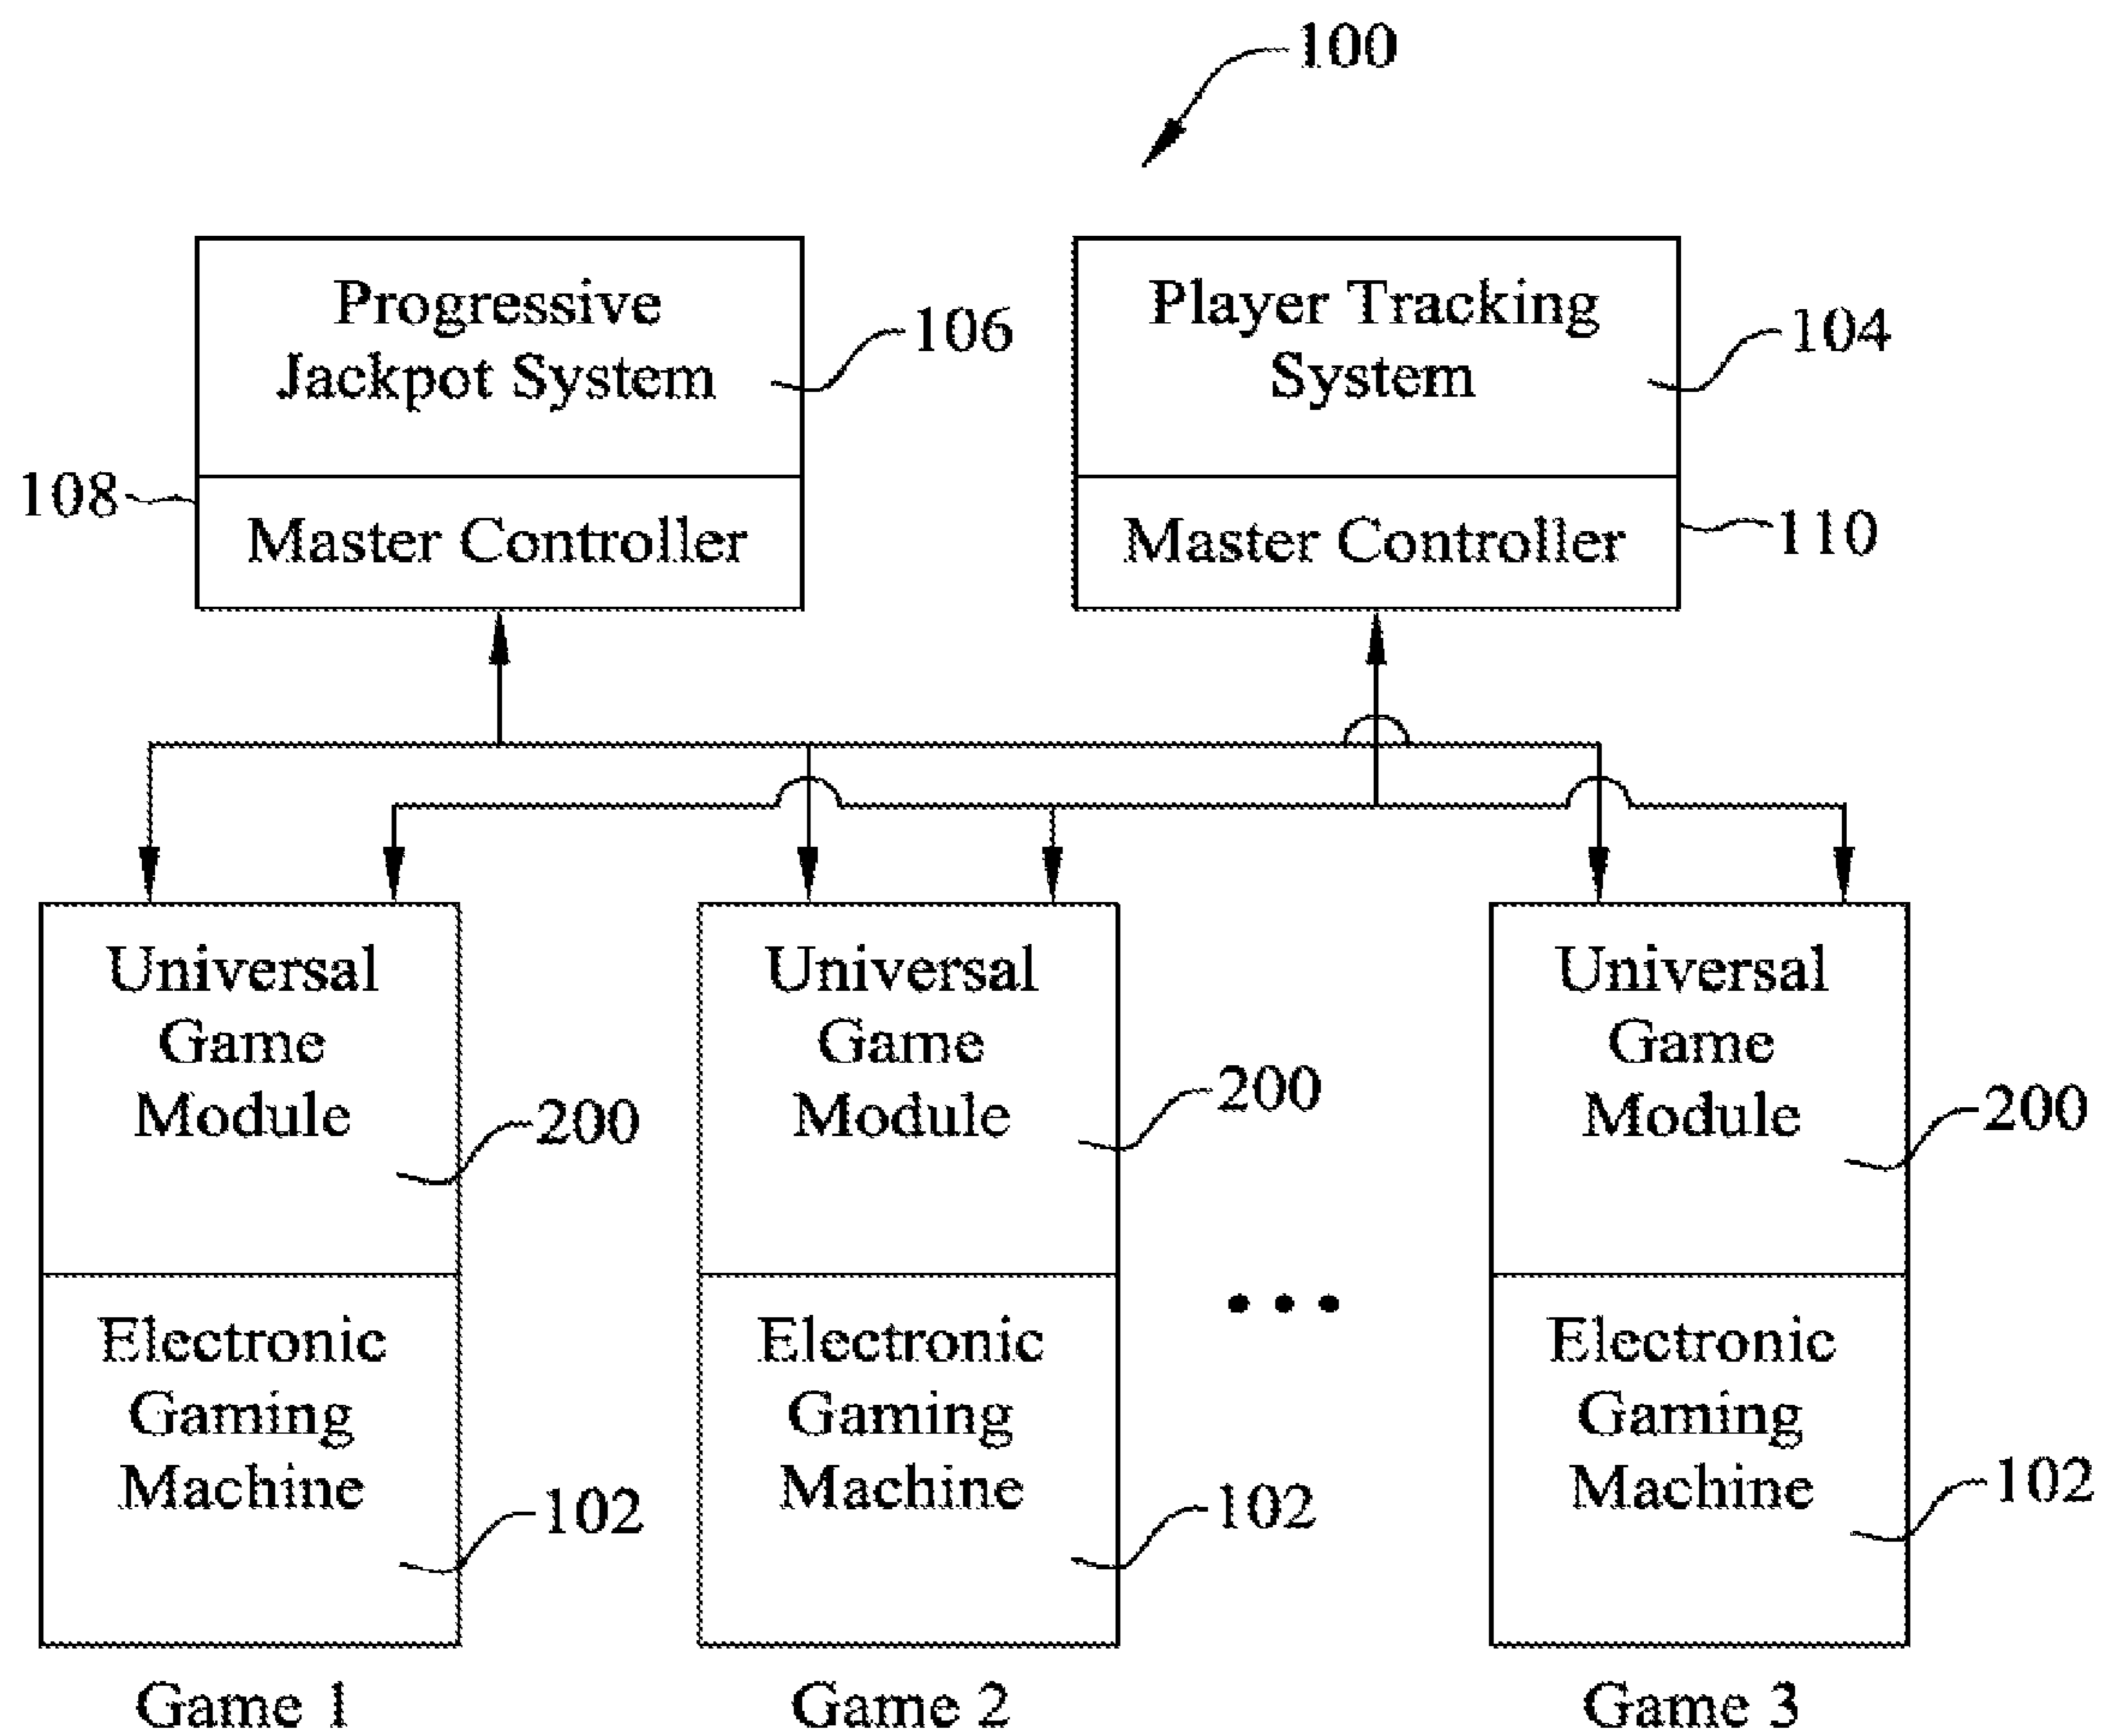 100
Progressive
Jackpot System
106
Player Tracking
System
104
108
Master Controller
Master Controller
110
Universal
Game
Module
200
Universal
Game
Module
200
Universal
Game
Module
200
Electronic
Gaming
Machine
102
Electronic
Gaming
Machine
102
Electronic
Gaming
Machine
102
Game 1
Game 2
Game 3